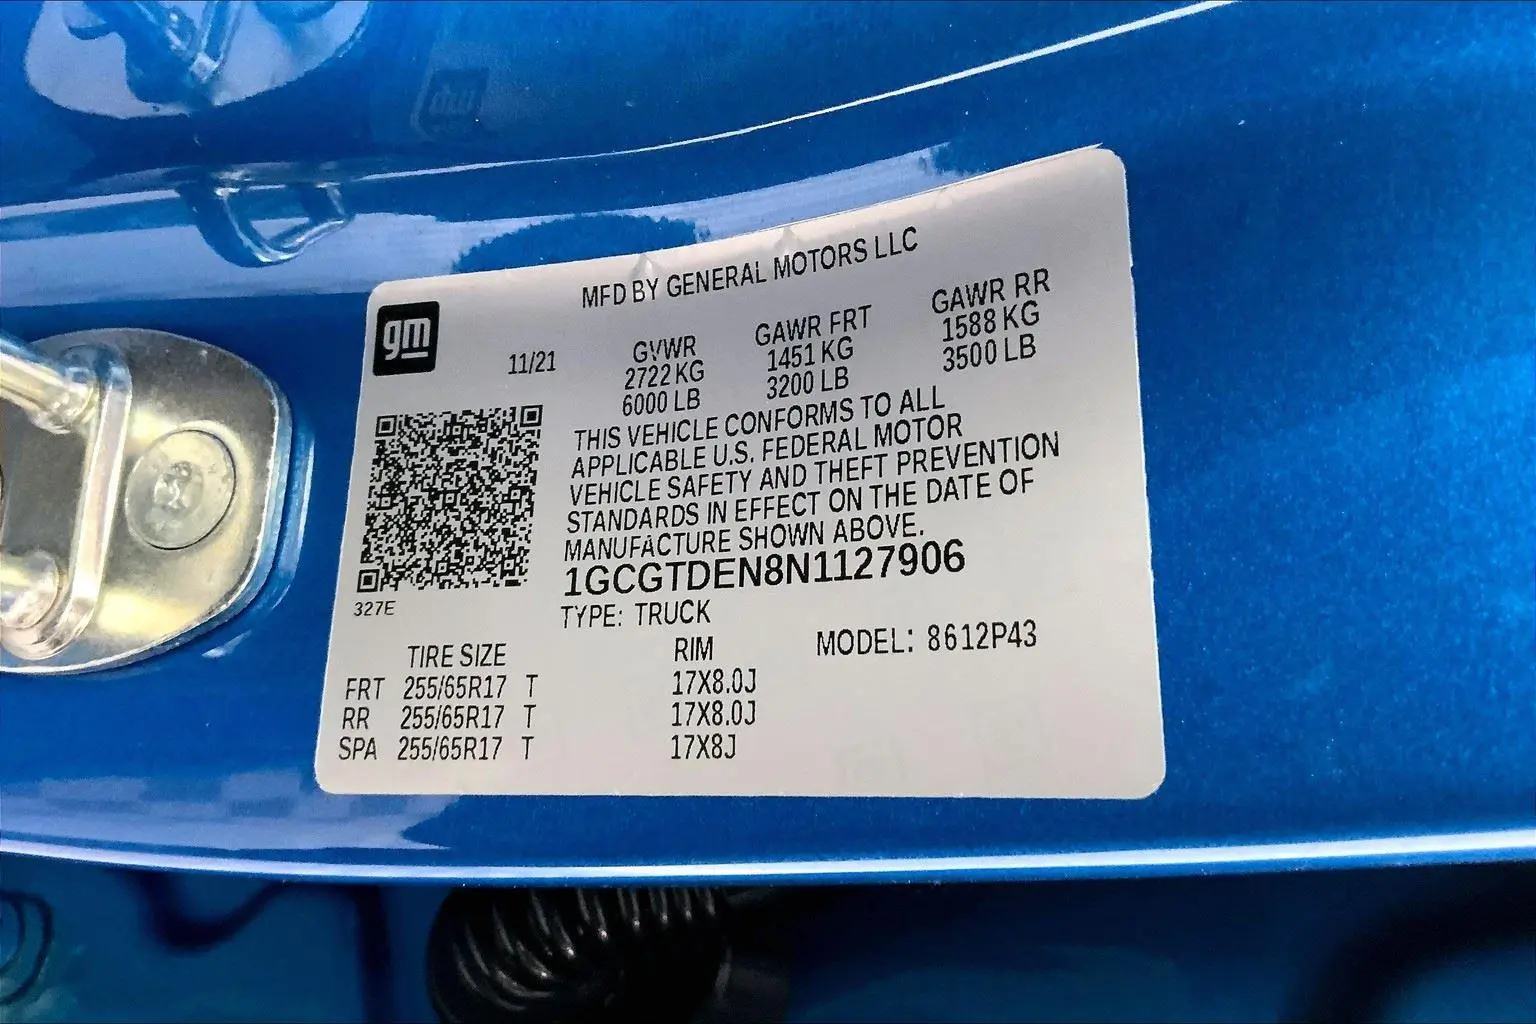 MFD BY GENERAL MOTORS LLC
gm
11/21
GVWR
2722 KG
6000 LB
GAWR FRT
1451 KG
3200 LB
GAWR RR
1588 KG
3500 LB
THIS VEHICLE CONFORMS TO ALL
APPLICABLE U.S. FEDERAL MOTOR
VEHICLE SAFETY AND THEFT PREVENTION
STANDARDS IN EFFECT ON THE DATE OF
MANUFACTURE SHOWN ABOVE.
1GCGTDEN8N1127906
327E
TYPE: TRUCK
MODEL: 8612P43
TIRE SIZE RIM
FRT 255/65R17 T 17X8.0J
RR 255/65R17 T 17X8.0J
SPA 255/65R17 T 17X8J